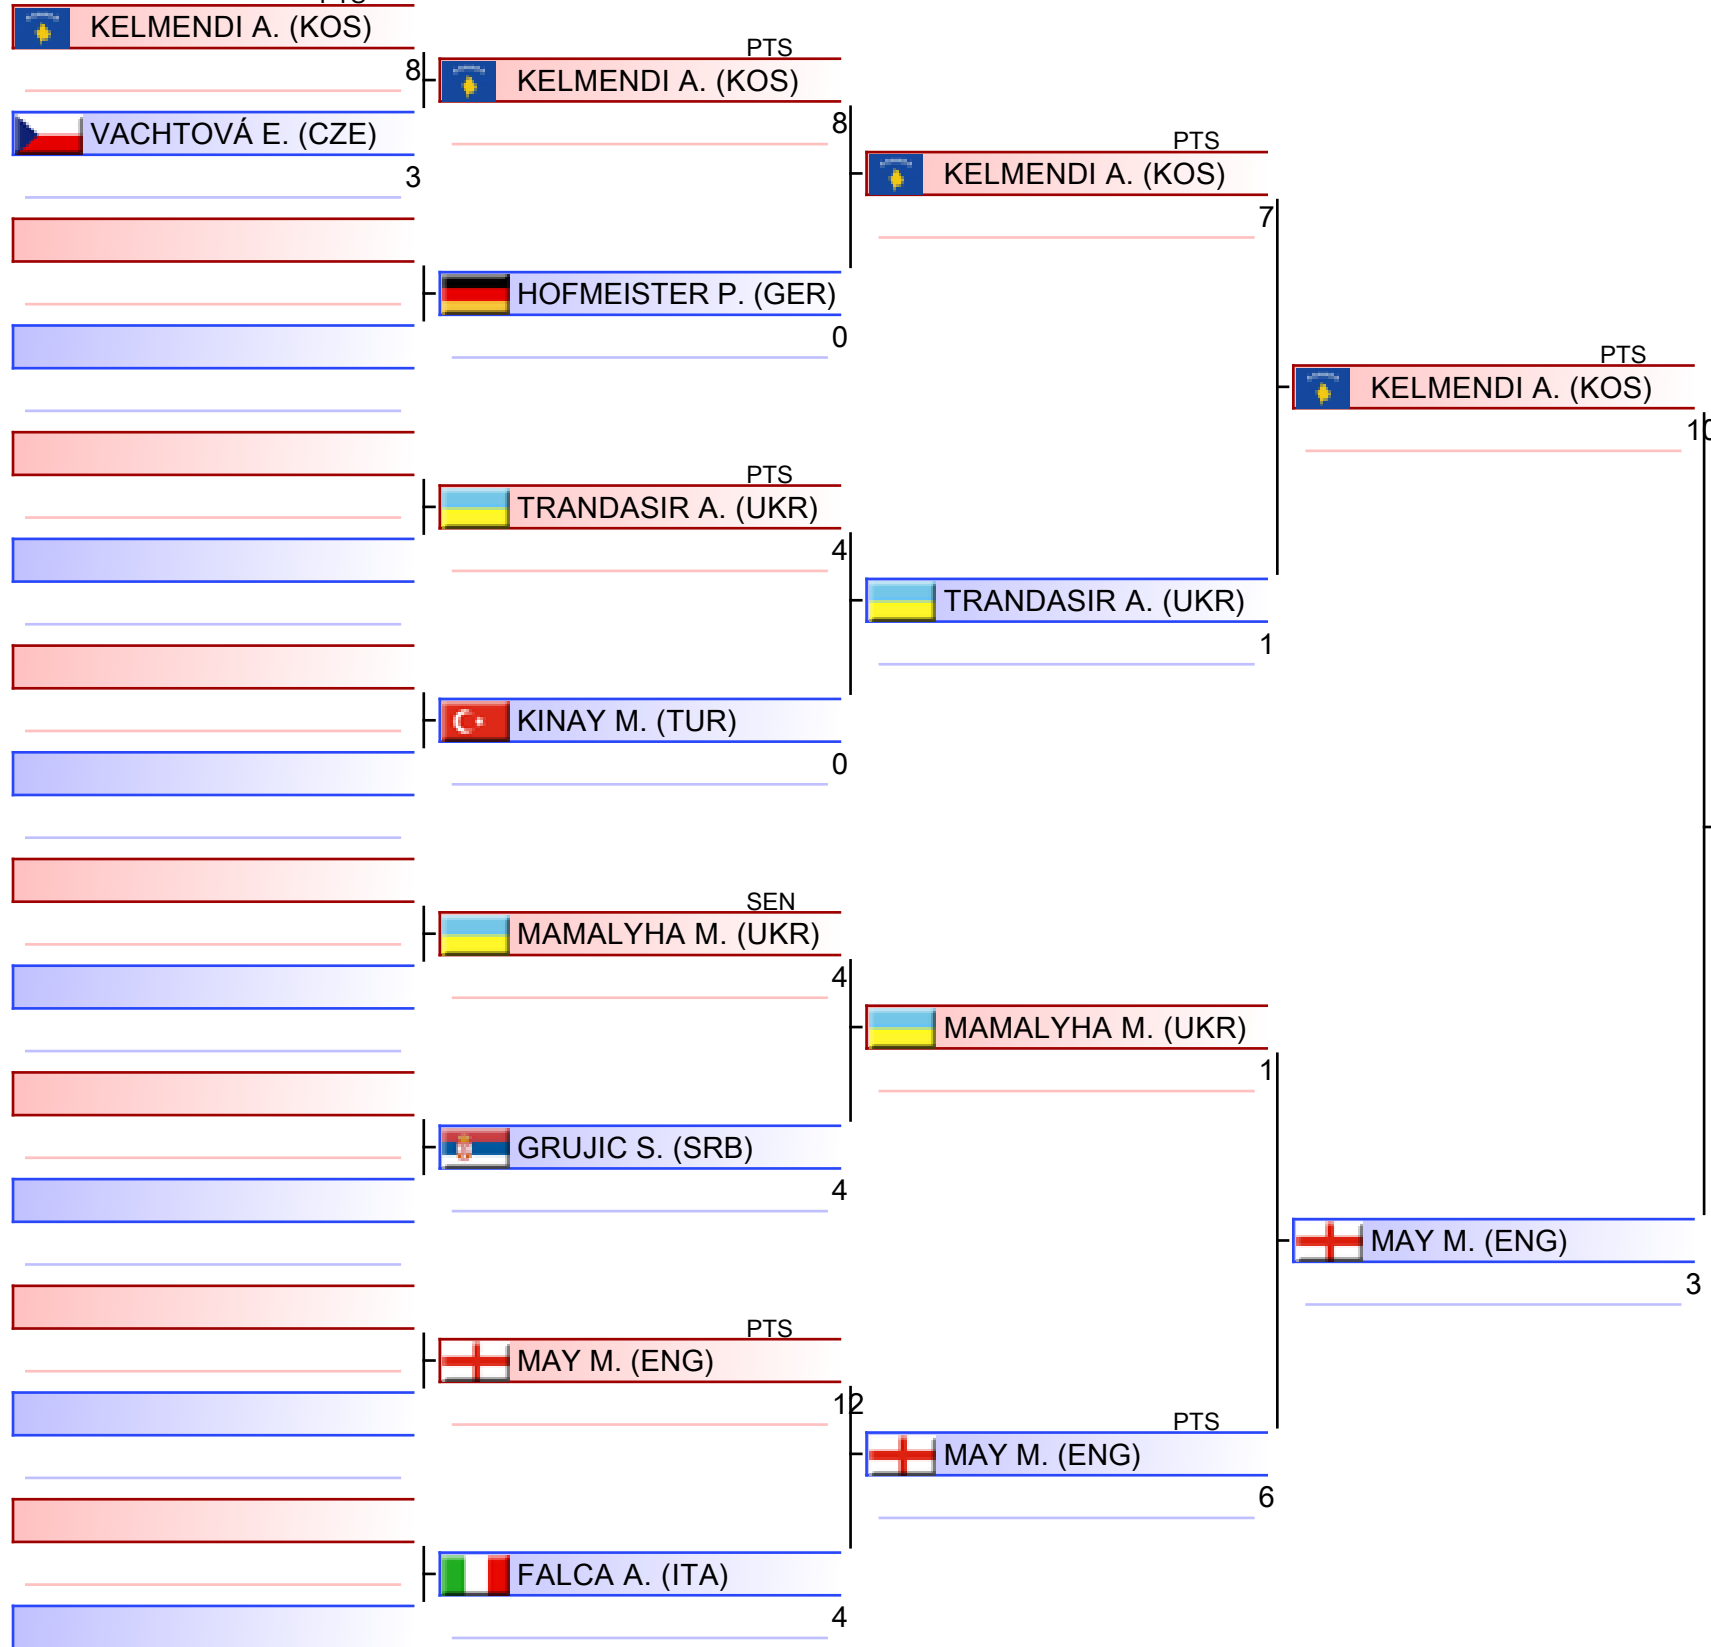 PTS
KELMENDI A. (KOS)
8
VACHTOVÁ E. (CZE)
3
PTS
KELMENDI A. (KOS)
8
HOFMEISTER P. (GER)
0
PTS
TRANDASIR A. (UKR)
4
KINAY M. (TUR)
0
SEN
MAMALYHA M. (UKR)
4
GRUJIC S. (SRB)
4
PTS
MAY M. (ENG)
12
FALCA A. (ITA)
4
PTS
KELMENDI A. (KOS)
7
TRANDASIR A. (UKR)
1
MAMALYHA M. (UKR)
1
PTS
MAY M. (ENG)
6
PTS
KELMENDI A. (KOS)
10
MAY M. (ENG)
3